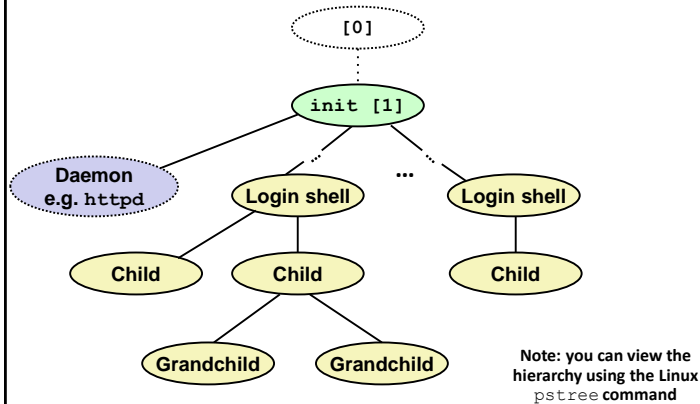 [0]
init [1]
Daemon
e.g. httpd
...
...
...
Login shell
Login shell
Child
Child
Child
Grandchild
Grandchild
Note: you can view the
hierarchy using the Linux
pstree command